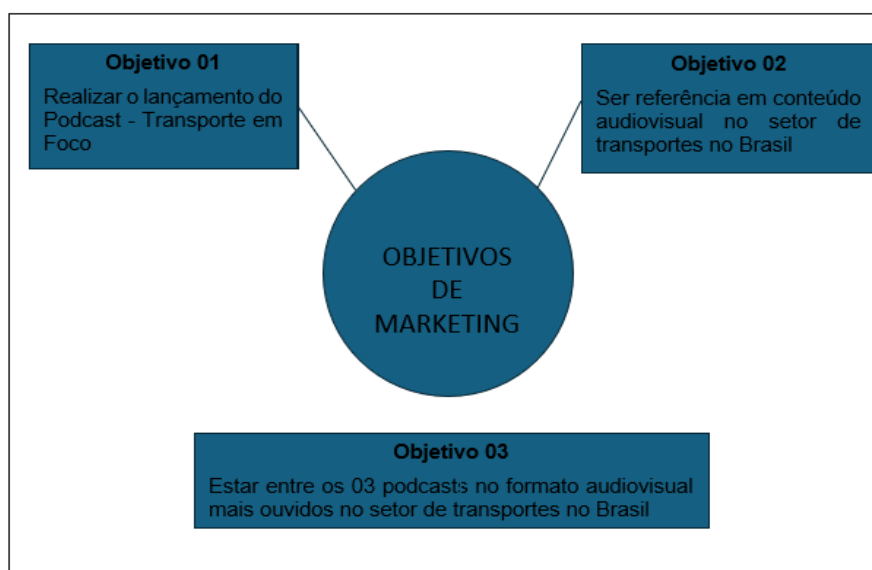 Objetivo 01
Realizar o lançamento do
Podcast - Transporte em
Foco
Objetivo 02
Ser referência em conteúdo
audiovisual no setor de
transportes no Brasil
OBJETIVOS
DE
MARKETING
Objetivo 03
Estar entre os 03 podcasts no formato audiovisual
mais ouvidos no setor de transportes no Brasil